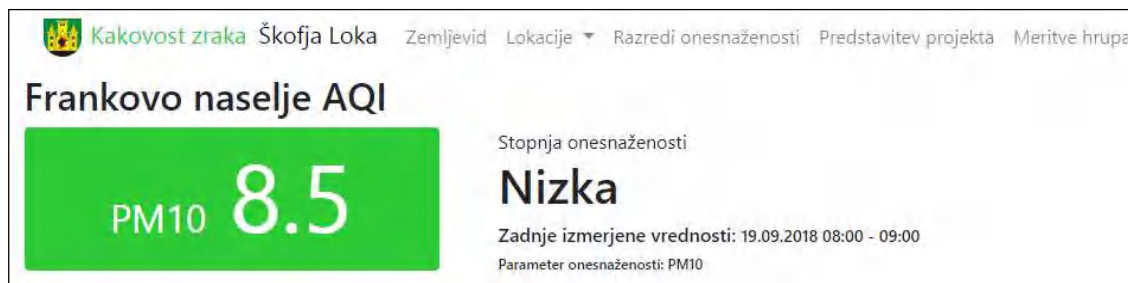 Kakovost zraka Škofja Loka Zemljevid Lokacije Razredi onesnaženosti Predstavitev projekta Meritve hrupa
Frankovo naselje AQI
PM10 8.5
Stopnja onesnaženosti
Nizka
Zadnje izmerjene vrednosti: 19.09.2018 08:00 - 09:00
Parameter onesnaženosti: PM10